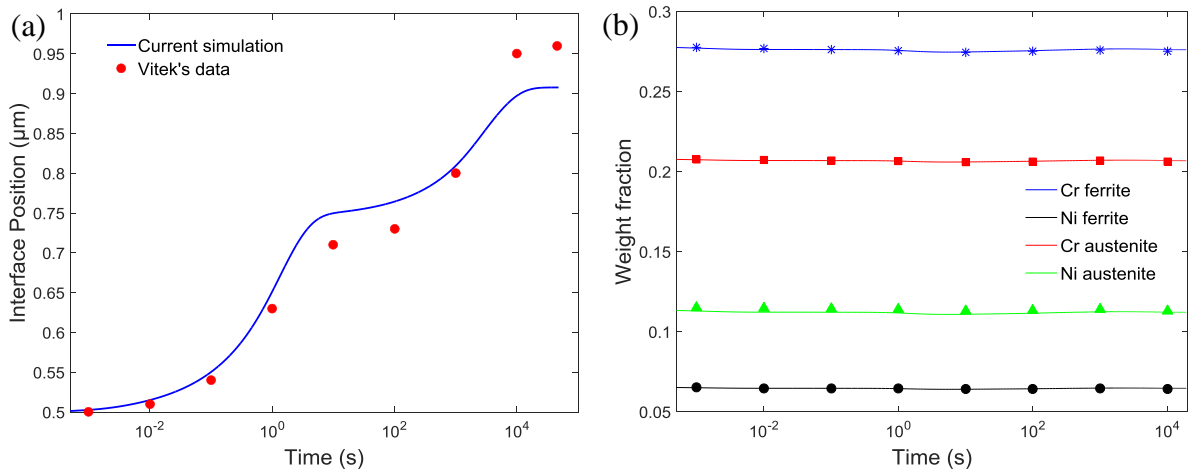 (a)
1
0.95
0.9
0.85
0.8
0.75
0.7
0.65
0.6
0.55
0.5
Interface Position (μm)
Current simulation
Vitek's data
10^-2
10^0
10^2
10^4
Time (s)
(b)
0.3
0.25
0.2
0.15
0.1
0.05
Weight fraction
Cr ferrite
Ni ferrite
Cr austenite
Ni austenite
10^-2
10^0
10^2
10^4
Time (s)